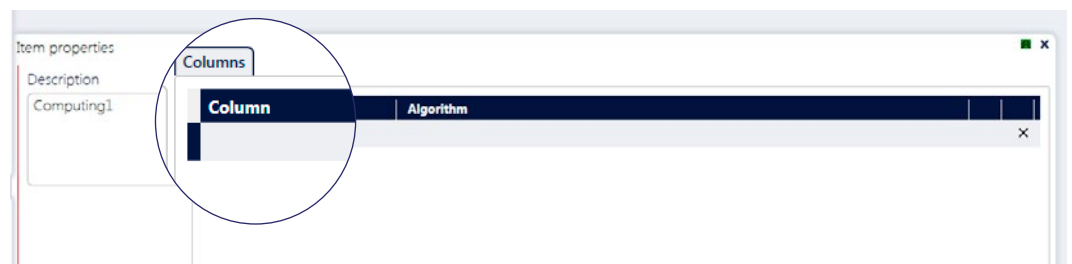 Item properties
x
Columns
Description
Computing1
Column
Algorithm
×